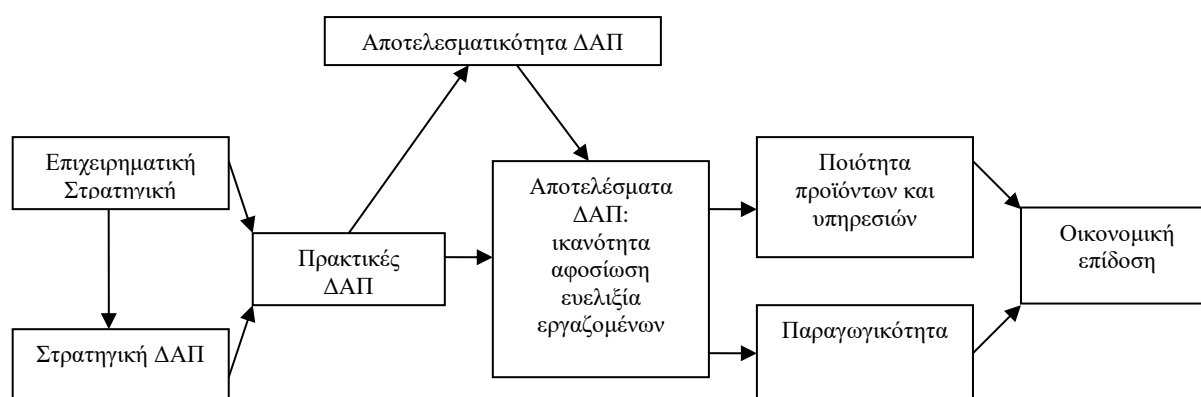 Αποτελεσματικότητα ΔΑΠ
Επιχειρηματική
Στρατηγική
Στρατηγική ΔΑΠ
Πρακτικές
ΔΑΠ
Αποτελέσματα
ΔΑΠ:
ικανότητα
αφοσίωση
ευελιξία
εργαζομένων
Ποιότητα
προϊόντων και
υπηρεσιών
Παραγωγικότητα
Οικονομική
επίδοση